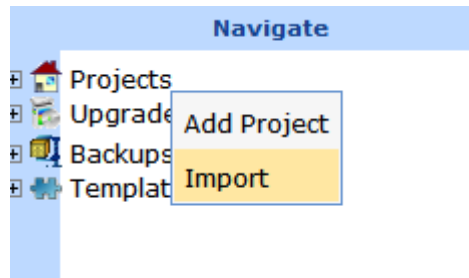 Navigate
Projects
Upgrade
Add Project
Backups
Import
Templat